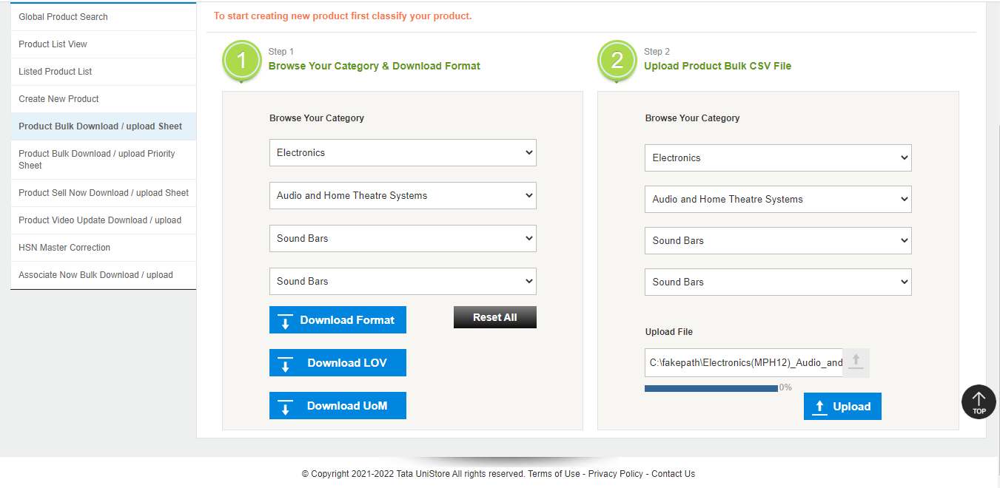 Global Product Search
Product List View
Listed Product List
Create New Product
Product Bulk Download / upload Sheet
Product Bulk Download / upload Priority
Sheet
Product Sell Now Download / upload Sheet
Product Video Update Download / upload
HSN Master Correction
Associate Now Bulk Download / upload
To start creating new product first classify your product.
1
Step 1
Browse Your Category & Download Format
Browse Your Category
Electronics
Audio and Home Theatre Systems
Sound Bars
Sound Bars
Download Format
Reset All
Download LOV
Download UoM
2
Step 2
Upload Product Bulk CSV File
Browse Your Category
Electronics
Audio and Home Theatre Systems
Sound Bars
Sound Bars
Upload File
C:\fakepath\Electronics(MPH12)_Audio_and
0%
Upload
TOP
© Copyright 2021-2022 Tata UniStore All rights reserved. Terms of Use - Privacy Policy - Contact Us